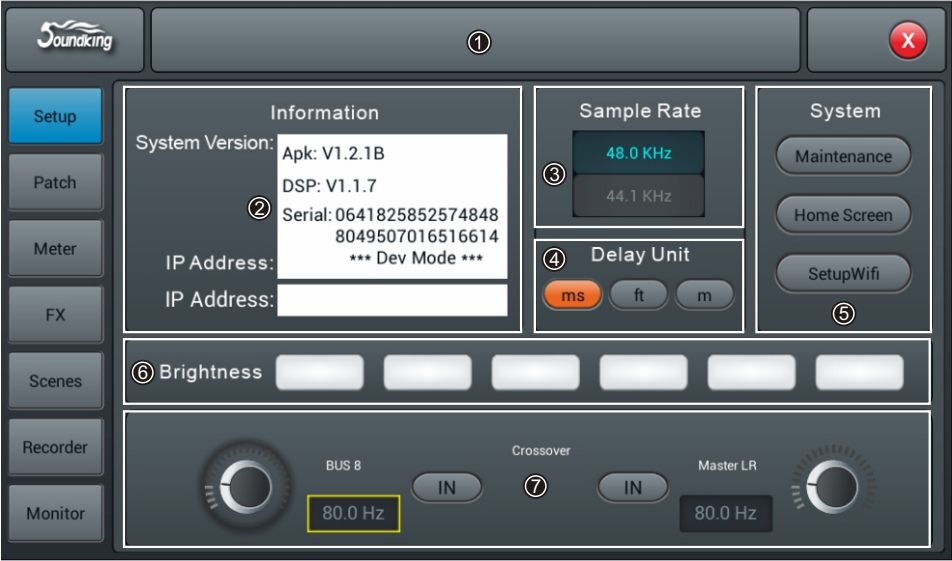 Soundking
①
X
Setup
Patch
Meter
FX
Scenes
Recorder
Monitor
Information
System Version:
Apk: V1.2.1B
DSP: V1.1.7
②
Serial: 0641825852574848
8049507016516614
IP Address:
*** Dev Mode ***
IP Address:
Sample Rate
48.0 KHz
③
44.1 KHz
④
Delay Unit
ms ft m
System
Maintenance
Home Screen
SetupWifi
⑤
⑥ Brightness
Crossover
BUS 8
IN
80.0 Hz
⑦
Master LR
IN
80.0 Hz